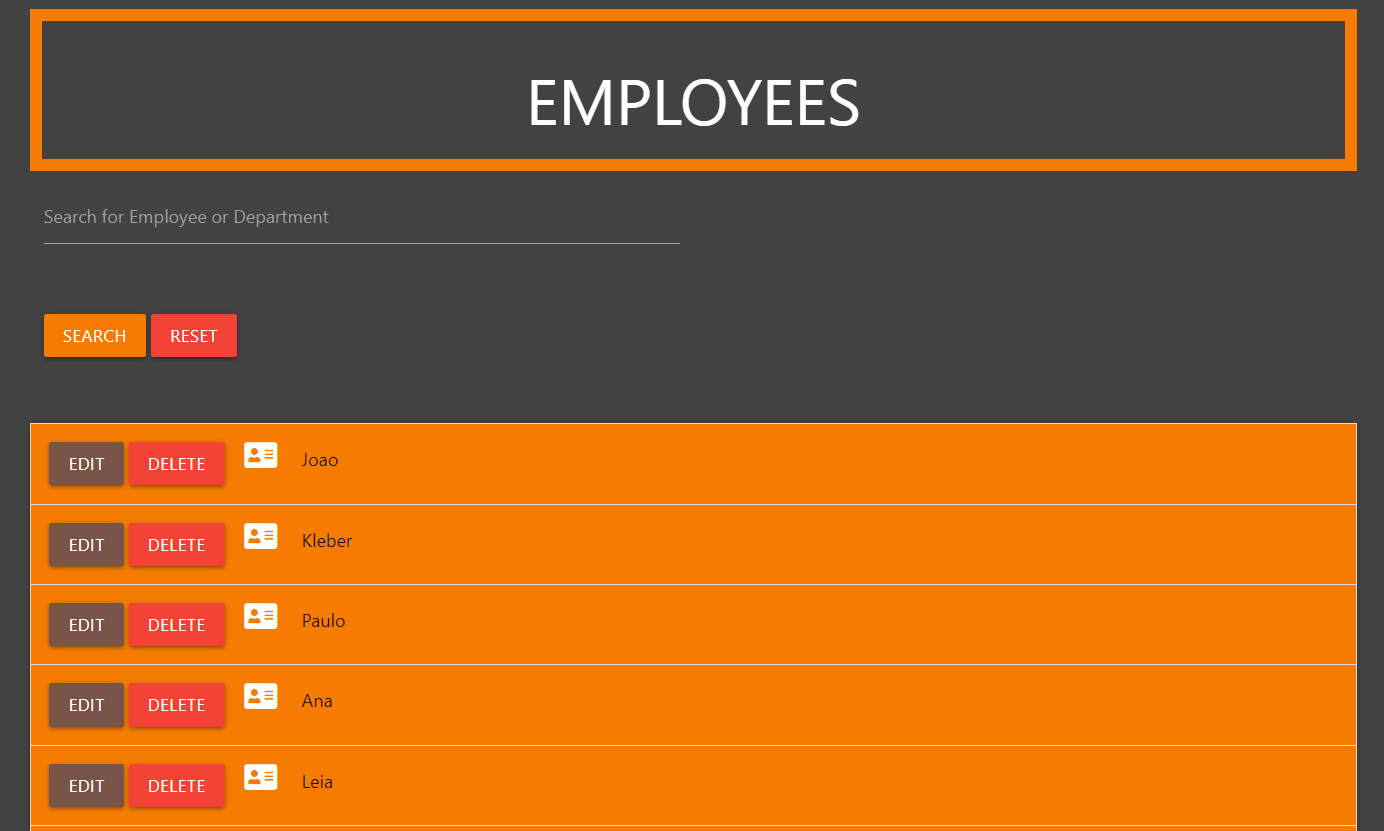 EMPLOYEES
Search for Employee or Department
SEARCH RESET
EDIT DELETE Joao
EDIT DELETE Kleber
EDIT DELETE Paulo
EDIT DELETE Ana
EDIT DELETE Leia